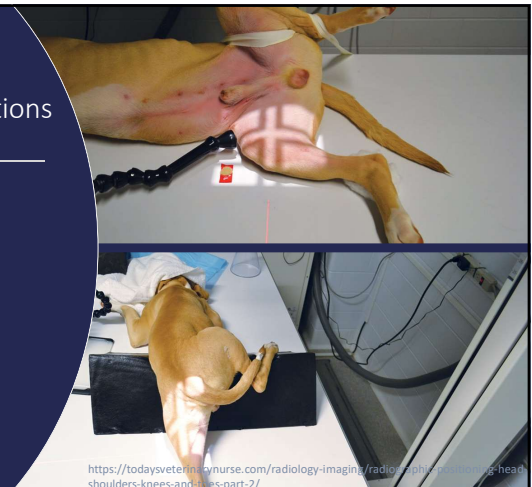 tions
https://todaysveterinarynurse.com/radiology-imaging/radiographic-positioning-head-
shoulders-knees-and-toes-part-2/